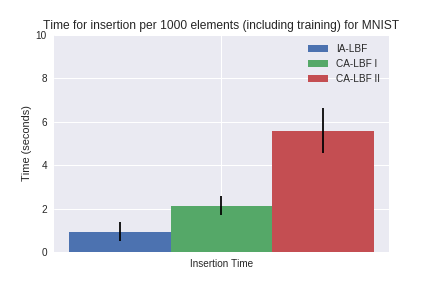 Time for insertion per 1000 elements (including training) for MNIST
10
8
6
4
2
0
Time (seconds)
IA-LBF
CA-LBF I
CA-LBF II
Insertion Time